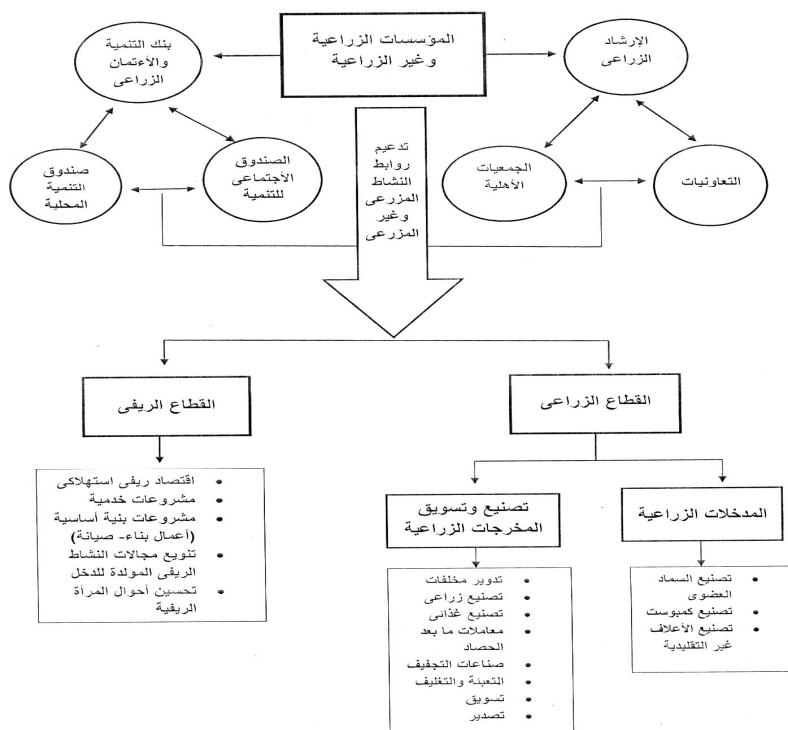 المؤسسات الزراعية
وغير الزراعية
الإرشاد
الزراعى
الجمعيات
الأهلية
التعاونيات
بنك التنمية
والأءتمان
الزراعى
الصندوق
الأجتماعى
للتنمية
صندوق
التنمية
المحلية
تدعيم
روابط
النشاط
المزرعى
وغير
المزرعى
القطاع الزراعى
القطاع الريفى
المدخلات الزراعية
تصنيع السماد
العضوى
تصنيع كمبوست
تصنيع الأعلاف
غير التقليدية
تصنيع وتسويق
المخرجات الزراعية
تدوير مخلفات
تصنيع زراعى
تصنيع غذائى
معاملات ما بعد
الحصاد
صناعات التجفيف
التعبئة والتغليف
تسويق
تصدير
اقتصاد ريفى استهلاكى
مشروعات خدمية
مشروعات بنية أساسية
(أعمال بناء- صيانة)
تنويع مجالات النشاط
الريفى المولدة للدخل
تحسين أحوال المرأة
الريفية